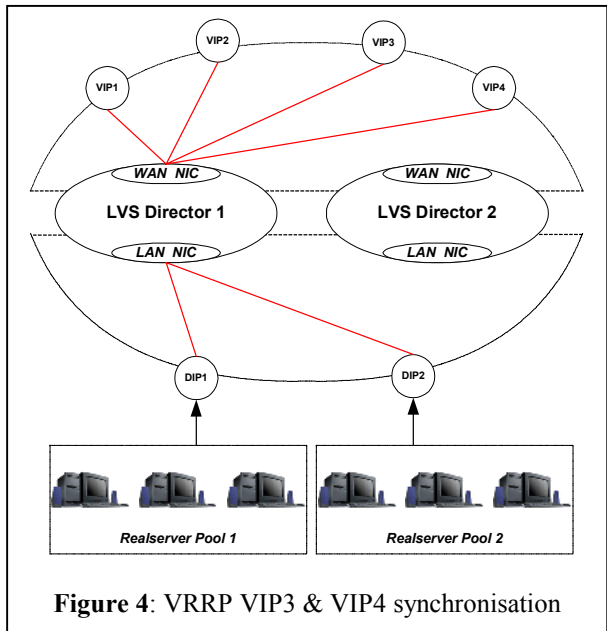 VIP2
VIP3
VIP1
VIP4
WAN NIC
WAN NIC
LVS Director 1
LVS Director 2
LAN NIC
LAN NIC
DIP1
DIP2
Realserver Pool 1
Realserver Pool 2
Figure 4: VRRP VIP3 & VIP4 synchronisation